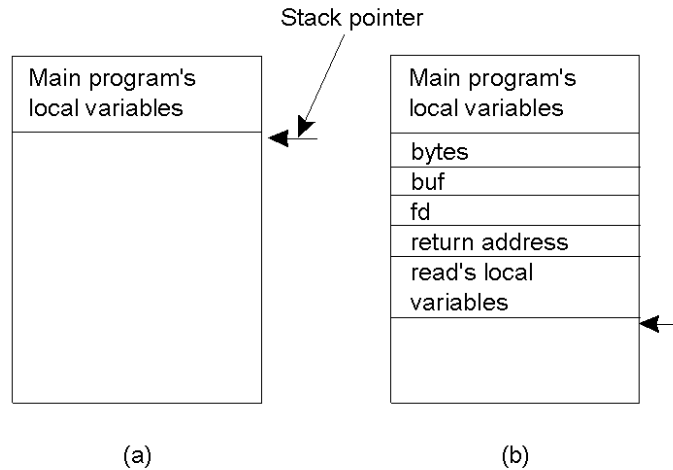 Stack pointer
Main program's
local variables
Main program's
local variables
bytes
buf
fd
return address
read's local
variables
(a)
(b)